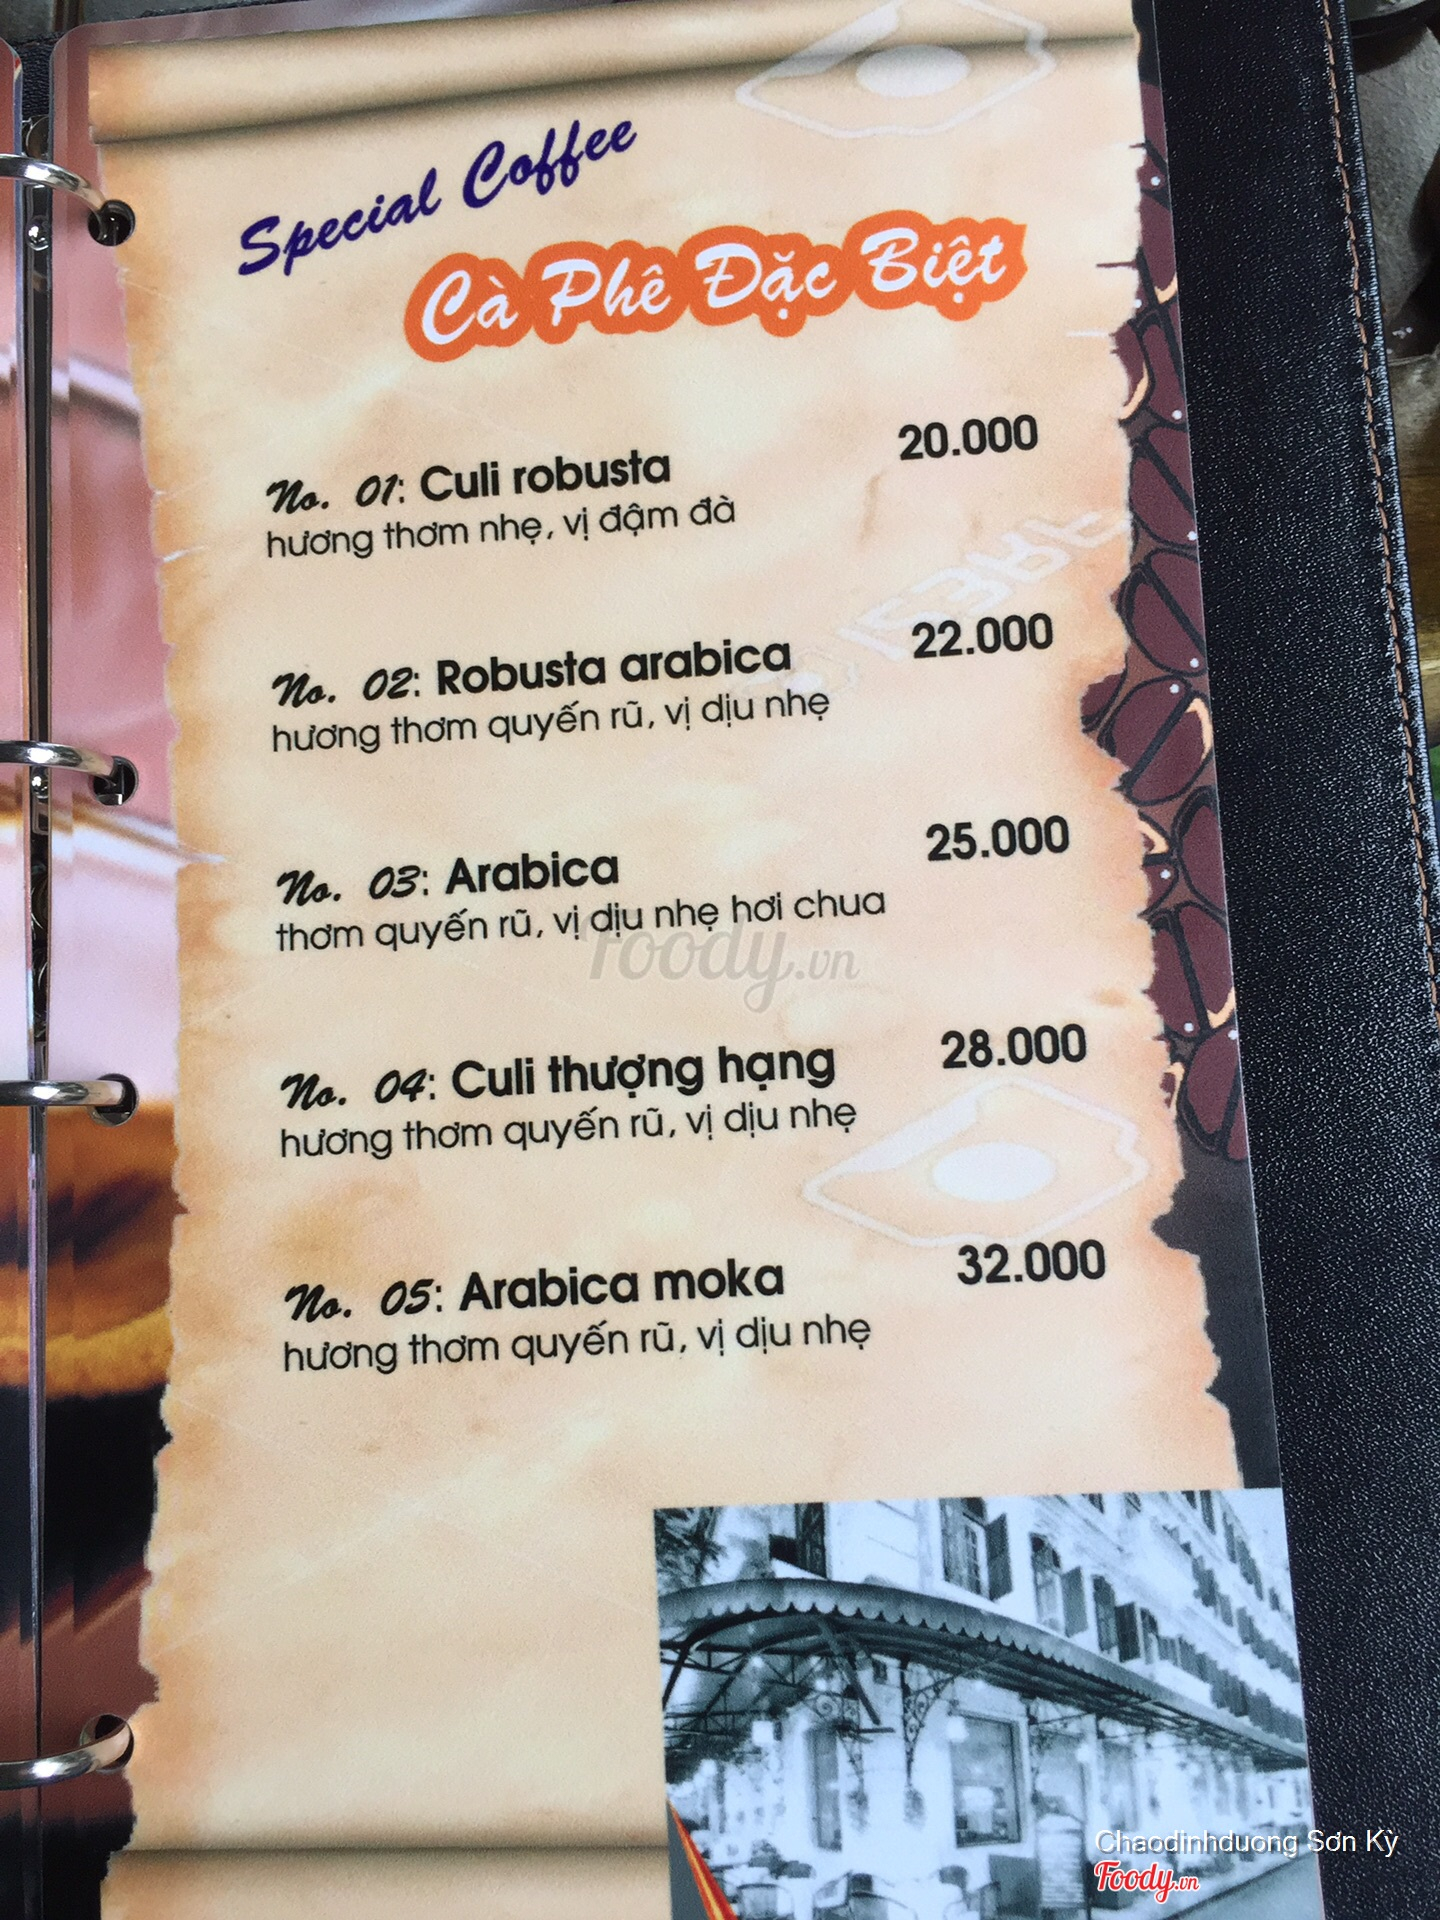 Special Coffee
Cà Phê Đặc Biệt
No. 01: Culi robusta 20.000
hương thơm nhẹ, vị đậm đà
No. 02: Robusta arabica 22.000
hương thơm quyến rũ, vị dịu nhẹ
No. 03: Arabica 25.000
thơm quyến rũ, vị dịu nhẹ hơi chua
foody.vn
No. 04: Culi thượng hạng 28.000
hương thơm quyến rũ, vị dịu nhẹ
No. 05: Arabica moka 32.000
hương thơm quyến rũ, vị dịu nhẹ
Chaodinhduong Sơn Kỳ
Foody.vn